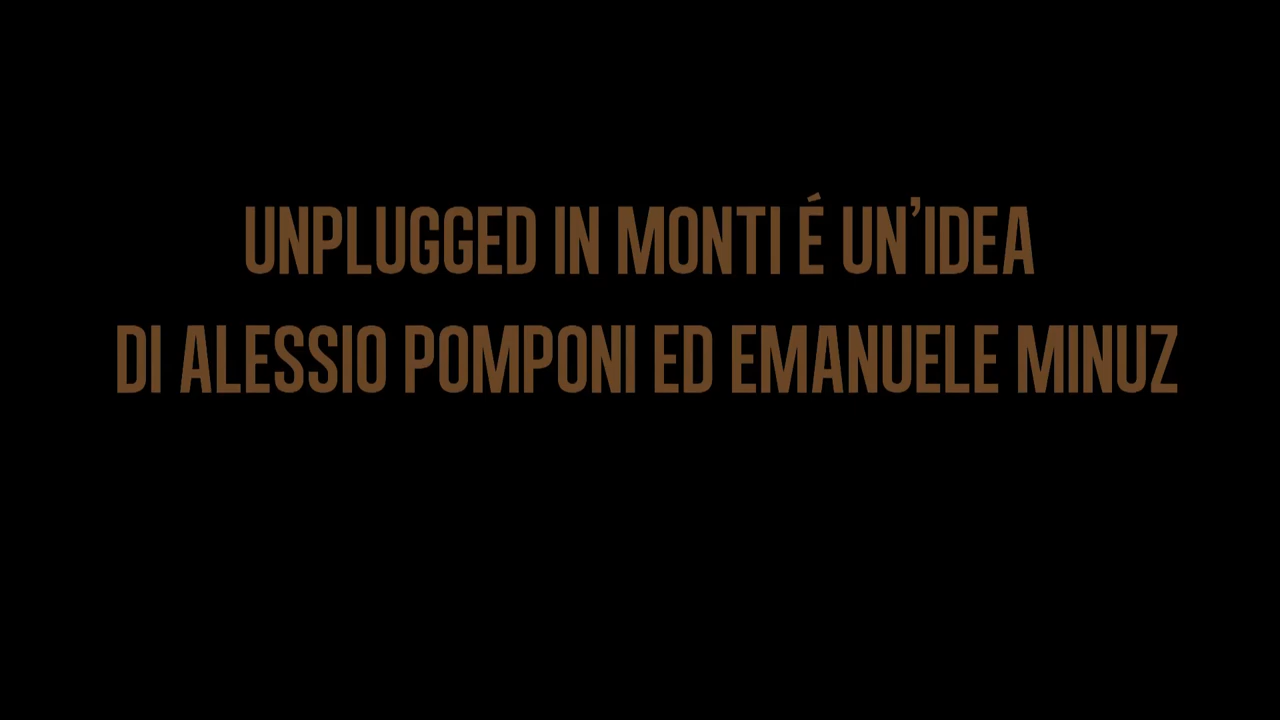 UNPLUGGED IN MONTI É UN’IDEA
DI ALESSIO POMPONI ED EMANUELE MINUZ